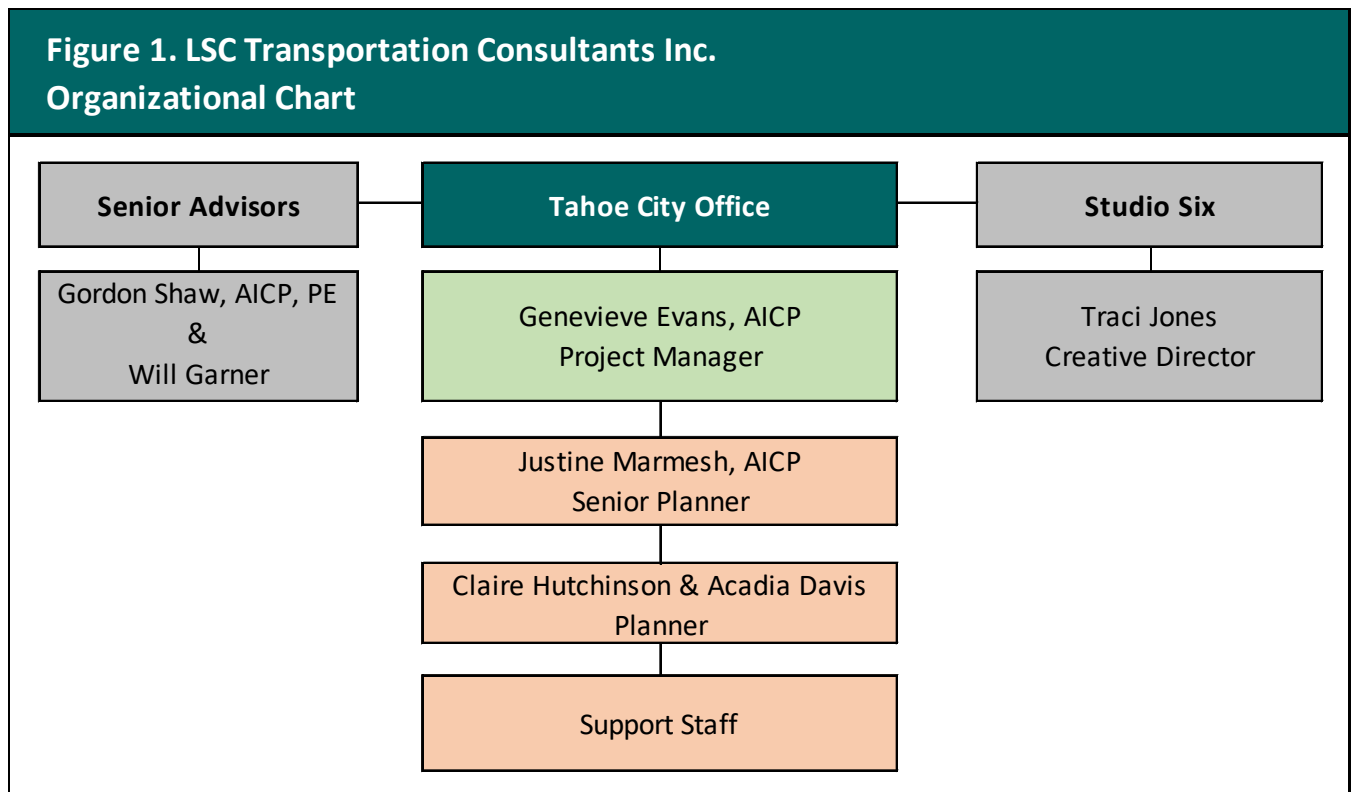 Figure 1. LSC Transportation Consultants Inc.
Organizational Chart
Senior Advisors
Tahoe City Office
Studio Six
Gordon Shaw, AICP, PE
&
Will Garner
Genevieve Evans, AICP
Project Manager
Traci Jones
Creative Director
Justine Marmesh, AICP
Senior Planner
Claire Hutchinson & Acadia Davis
Planner
Support Staff